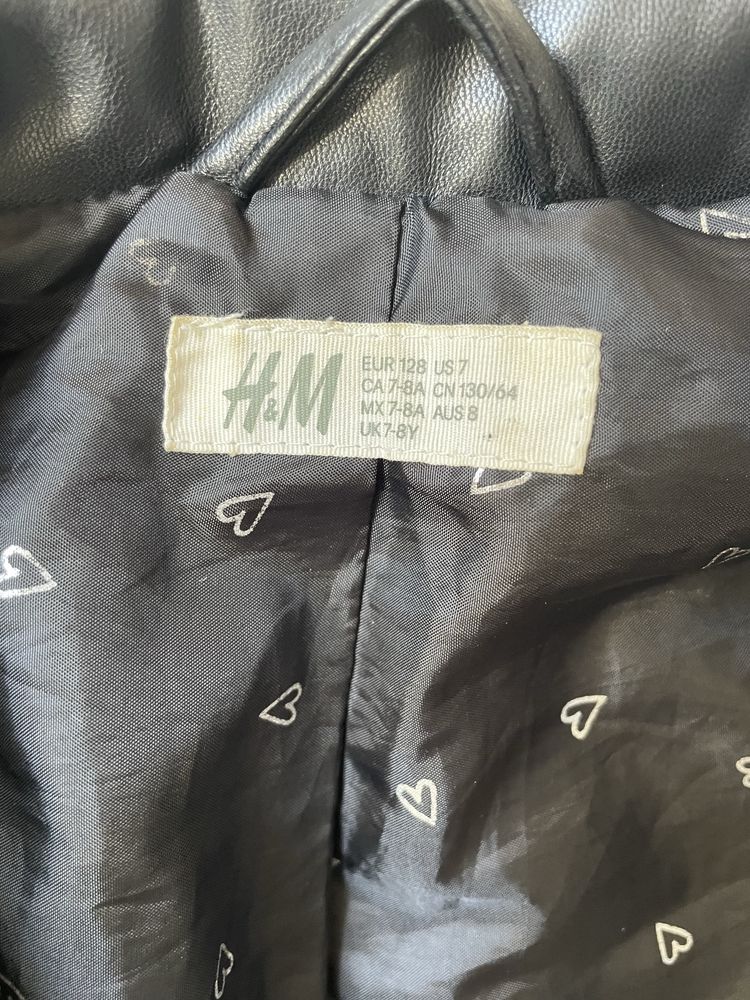 H&M
EUR 128 US 7
CA 7-8A CN 130/64
MX 7-8A AUS 8
UK 7-8Y